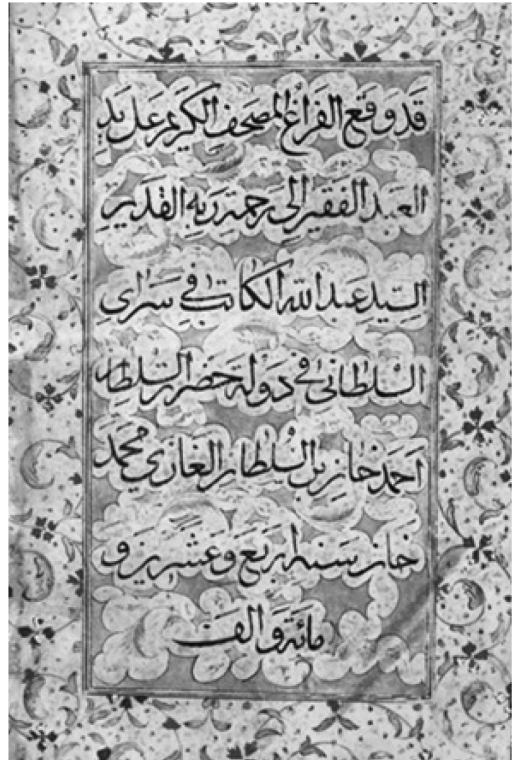 قد وقع الفراغ المصحف الكريم على يد
العبد الفقير الى رحمة ربه القدير
السيد عبد الله الكاتب في سراي
السلطاني في دولة حضرة السلطان
احمد خان بن السلطان الغازي محمد
خان سنة اربع وعشرين و
مائة والف